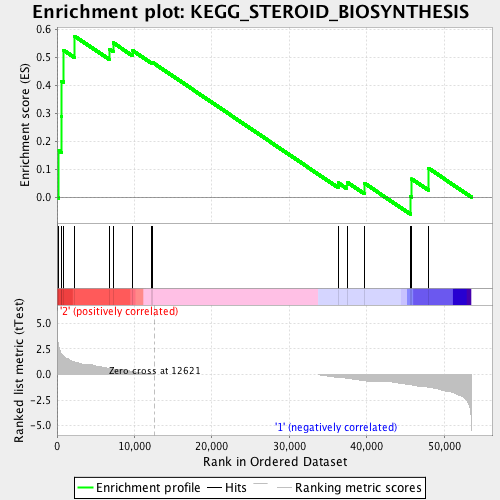 Enrichment plot: KEGG_STEROID_BIOSYNTHESIS
Enrichment score (ES)
0.6
0.5
0.4
0.3
0.2
0.1
0.0
'2' (positively correlated)
Ranked list metric (tTest)
5.0
2.5
0.0
-2.5
-5.0
Zero cross at 12621
'1' (negatively correlated)
0
10,000
20,000
30,000
40,000
50,000
Rank in Ordered Dataset
Enrichment profile
Hits
Ranking metric scores